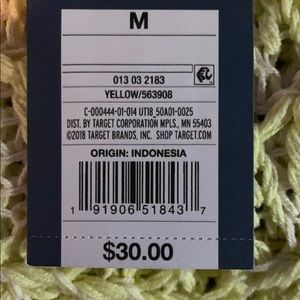 M
013 03 2183
YELLOW/563908
C-000444-01-014 UT18_50A01-0025
DIST. BY TARGET CORPORATION MPLS., MN 55403
©2018 TARGET BRANDS, INC. SHOP TARGET.COM
ORIGIN: INDONESIA
1 91906 51843 7
$30.00